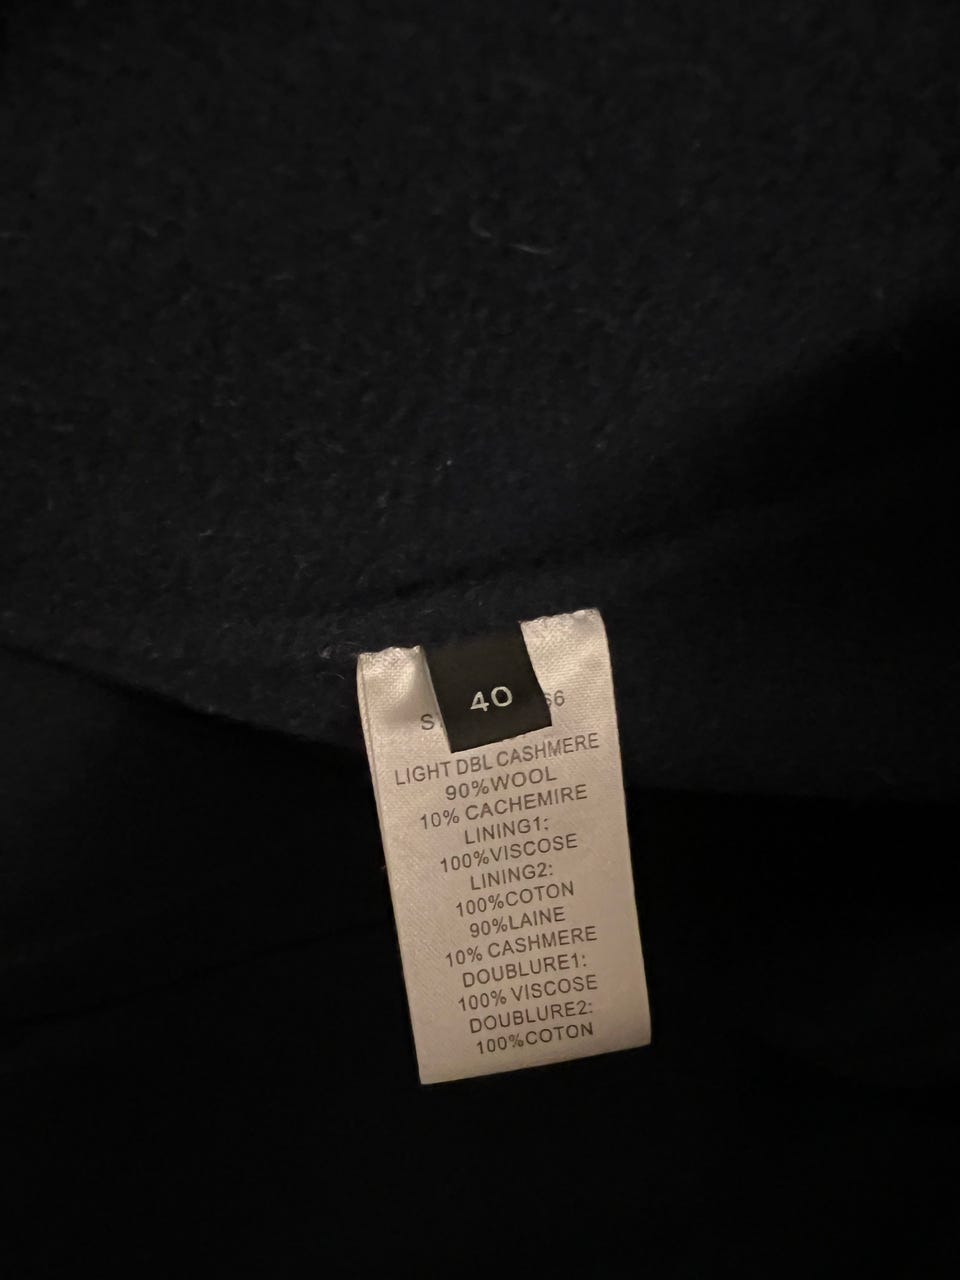 40
LIGHT DBL CASHMERE
90%WOOL
10% CACHEMIRE
LINING1:
100%VISCOSE
LINING2:
100%COTON
90%LAINE
10% CASHMERE
DOUBLURE1:
100% VISCOSE
DOUBLURE2:
100%COTON